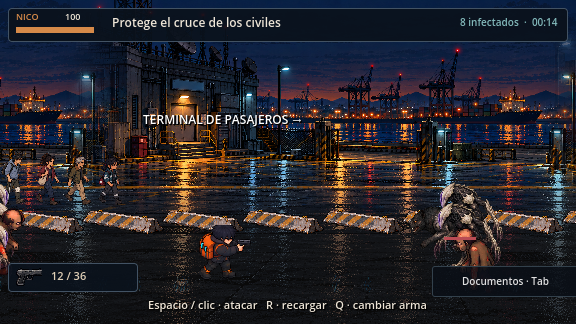 NICO 100
Protege el cruce de los civiles
8 infectados · 00:14
TERMINAL DE PASAJEROS →
12 / 36
Documentos · Tab
Espacio / clic · atacar R · recargar Q · cambiar arma